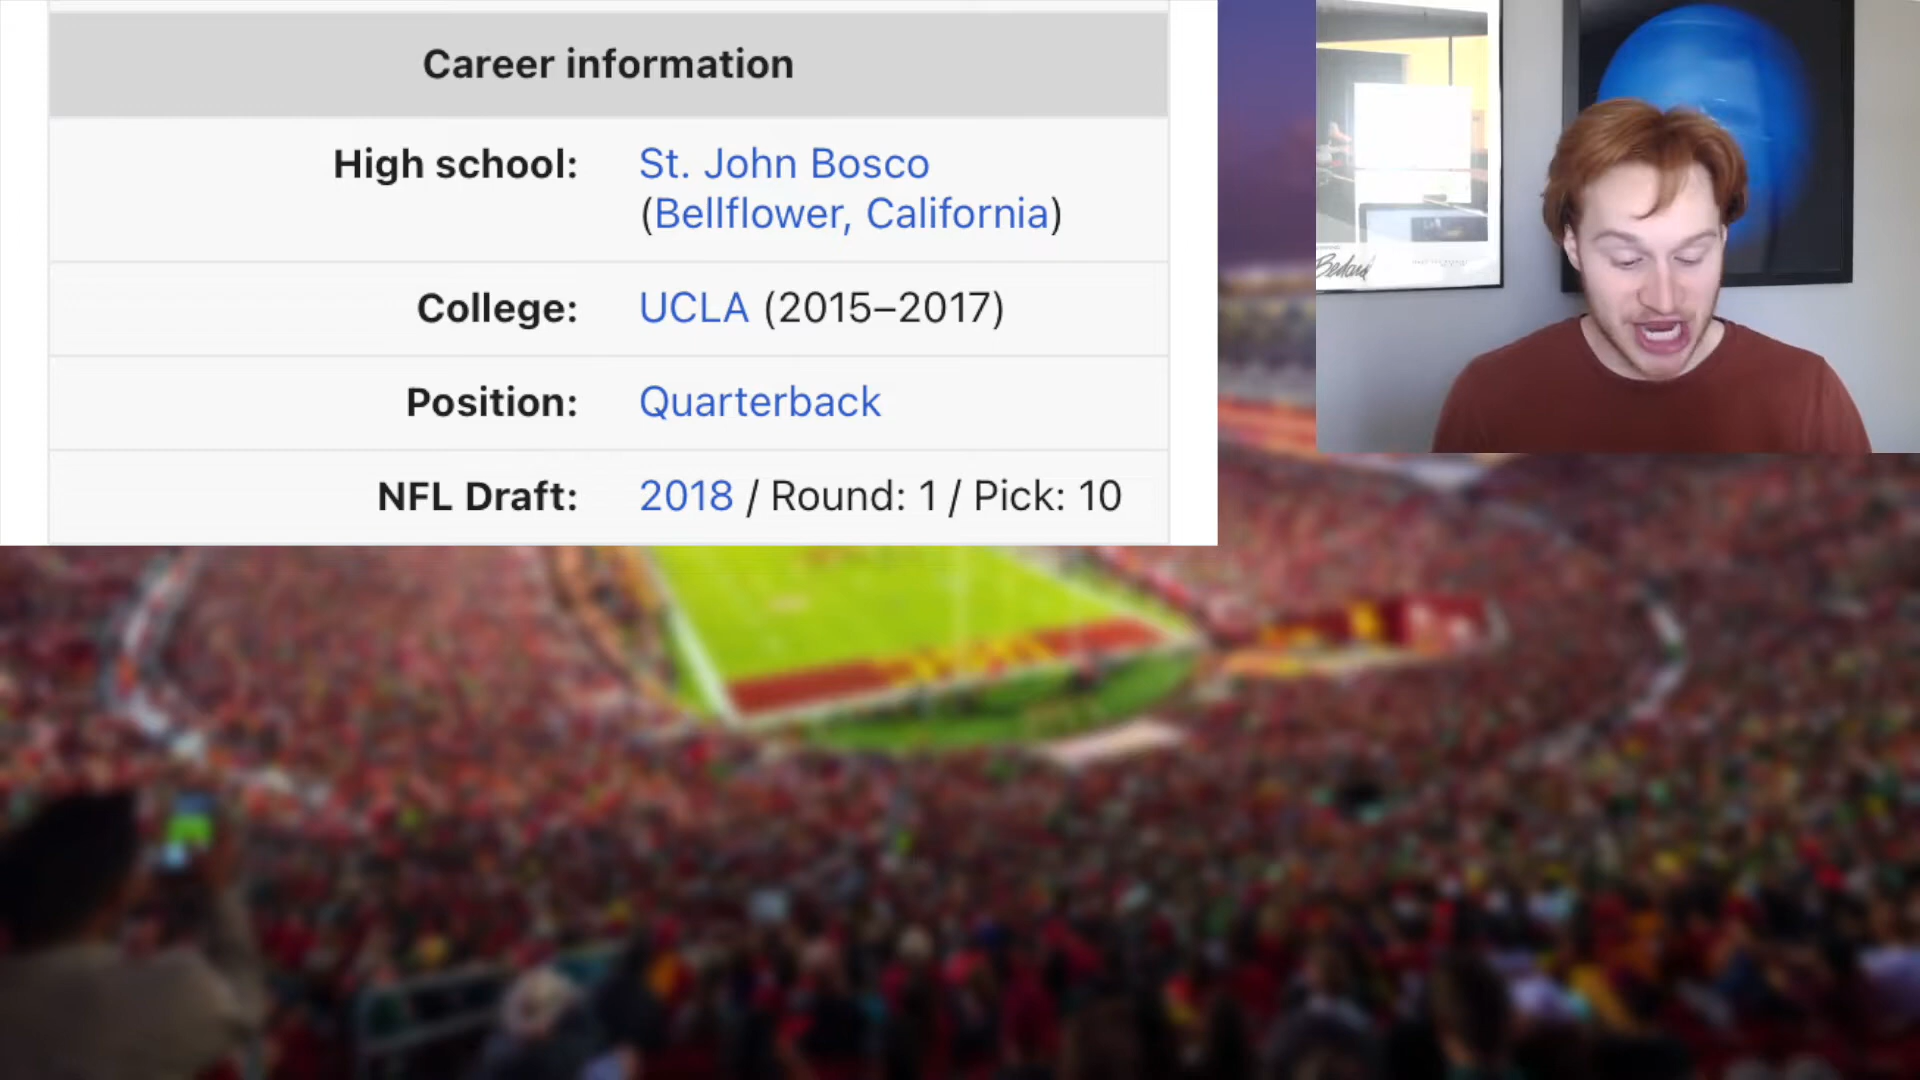 Career information
High school: St. John Bosco
(Bellflower, California)
College: UCLA (2015–2017)
Position: Quarterback
NFL Draft: 2018 / Round: 1 / Pick: 10
Bedard